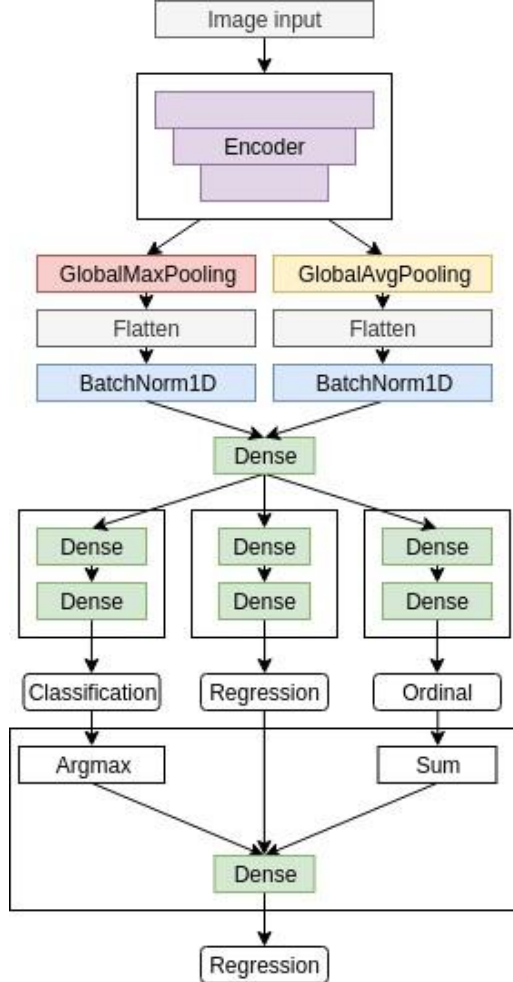 Image input
Encoder
GlobalMaxPooling
GlobalAvgPooling
Flatten
Flatten
BatchNorm1D
BatchNorm1D
Dense
Dense
Dense
Dense
Dense
Dense
Dense
Classification
Regression
Ordinal
Argmax
Sum
Dense
Regression